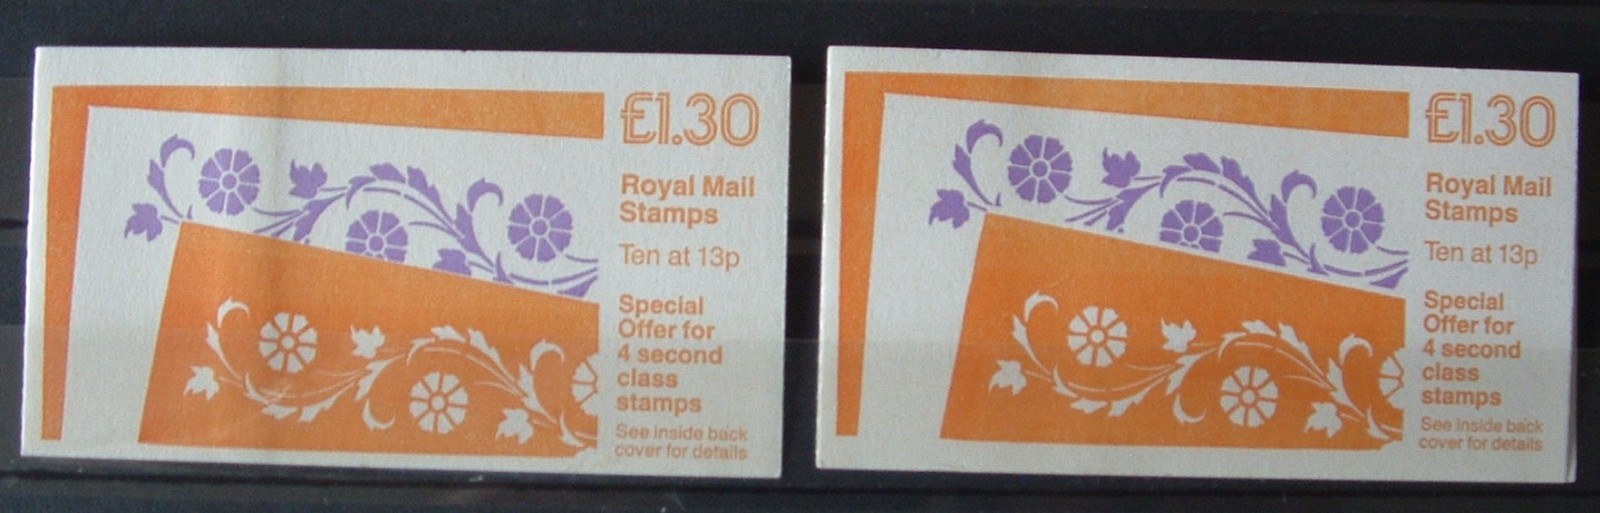 £1.30
Royal Mail
Stamps
Ten at 13p
Special
Offer for
4 second
class
stamps
See inside back
cover for details
£1.30
Royal Mail
Stamps
Ten at 13p
Special
Offer for
4 second
class
stamps
See inside back
cover for details